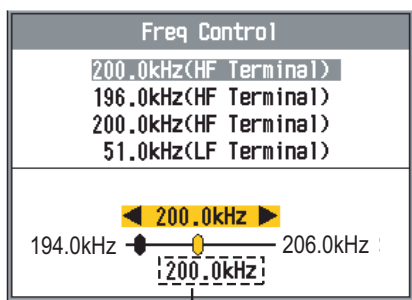 Freq Control
200.0kHz(HF Terminal)
196.0kHz(HF Terminal)
200.0kHz(HF Terminal)
51.0kHz(LF Terminal)
◀ 200.0kHz ▶
194.0kHz 206.0kHz
200.0kHz